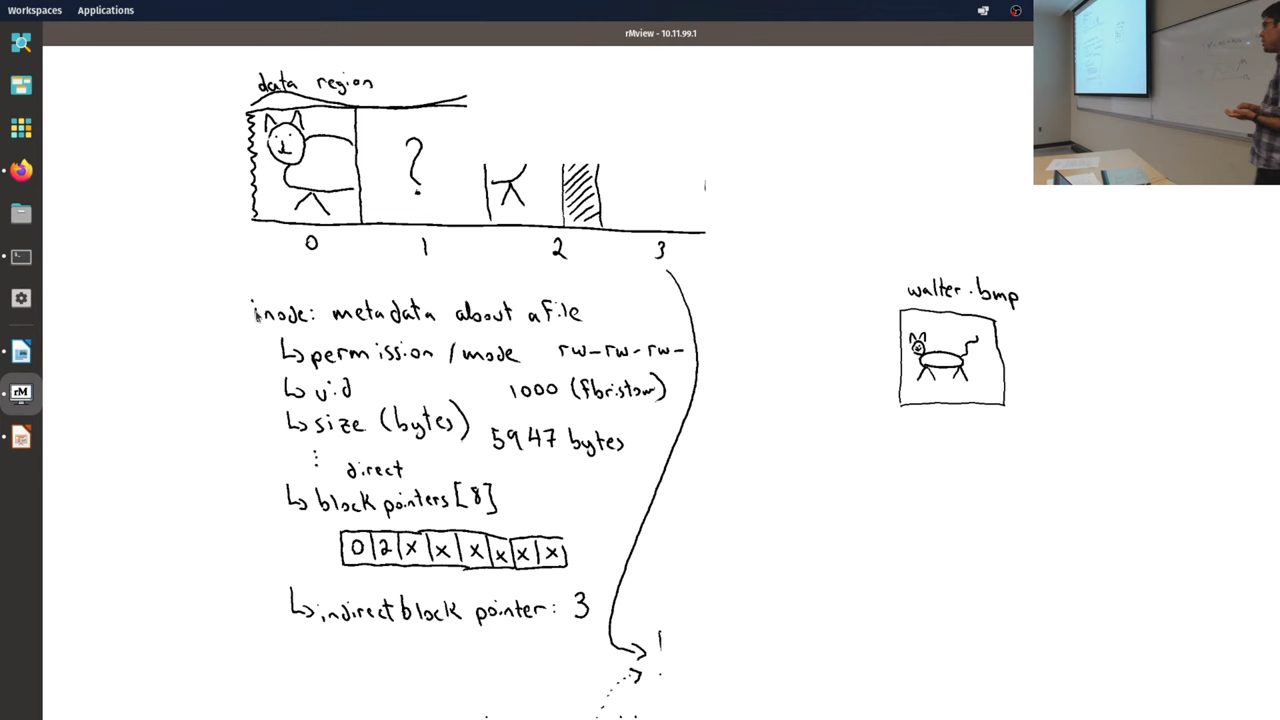 Workspaces Applications
rMview - 10.11.99.1
data region
?
0 1 2 3
walter.bmp
inode: metadata about a file
↳ permission / mode rw-rw-rw-
↳ uid 1000 (fbristow)
↳ size (bytes) 5947 bytes
⋮ direct
↳ block pointers [8]
0 2 x x x x x x
↳ indirect block pointer: 3
rM